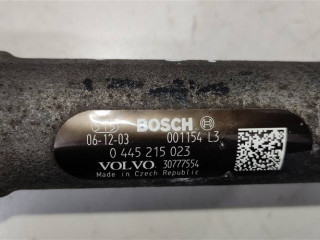 BOSCH
06-12-03 001154 L3
0 445 215 023
VOLVO 30777554
Made in Czech Republic